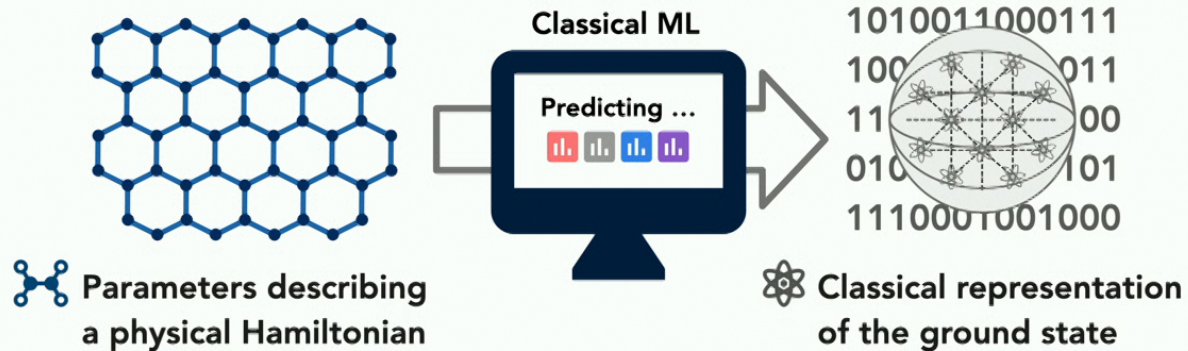 Classical ML
Predicting ...
1010011000111
100 011
11 00
010 101
1110001001000
Parameters describing
a physical Hamiltonian
Classical representation
of the ground state